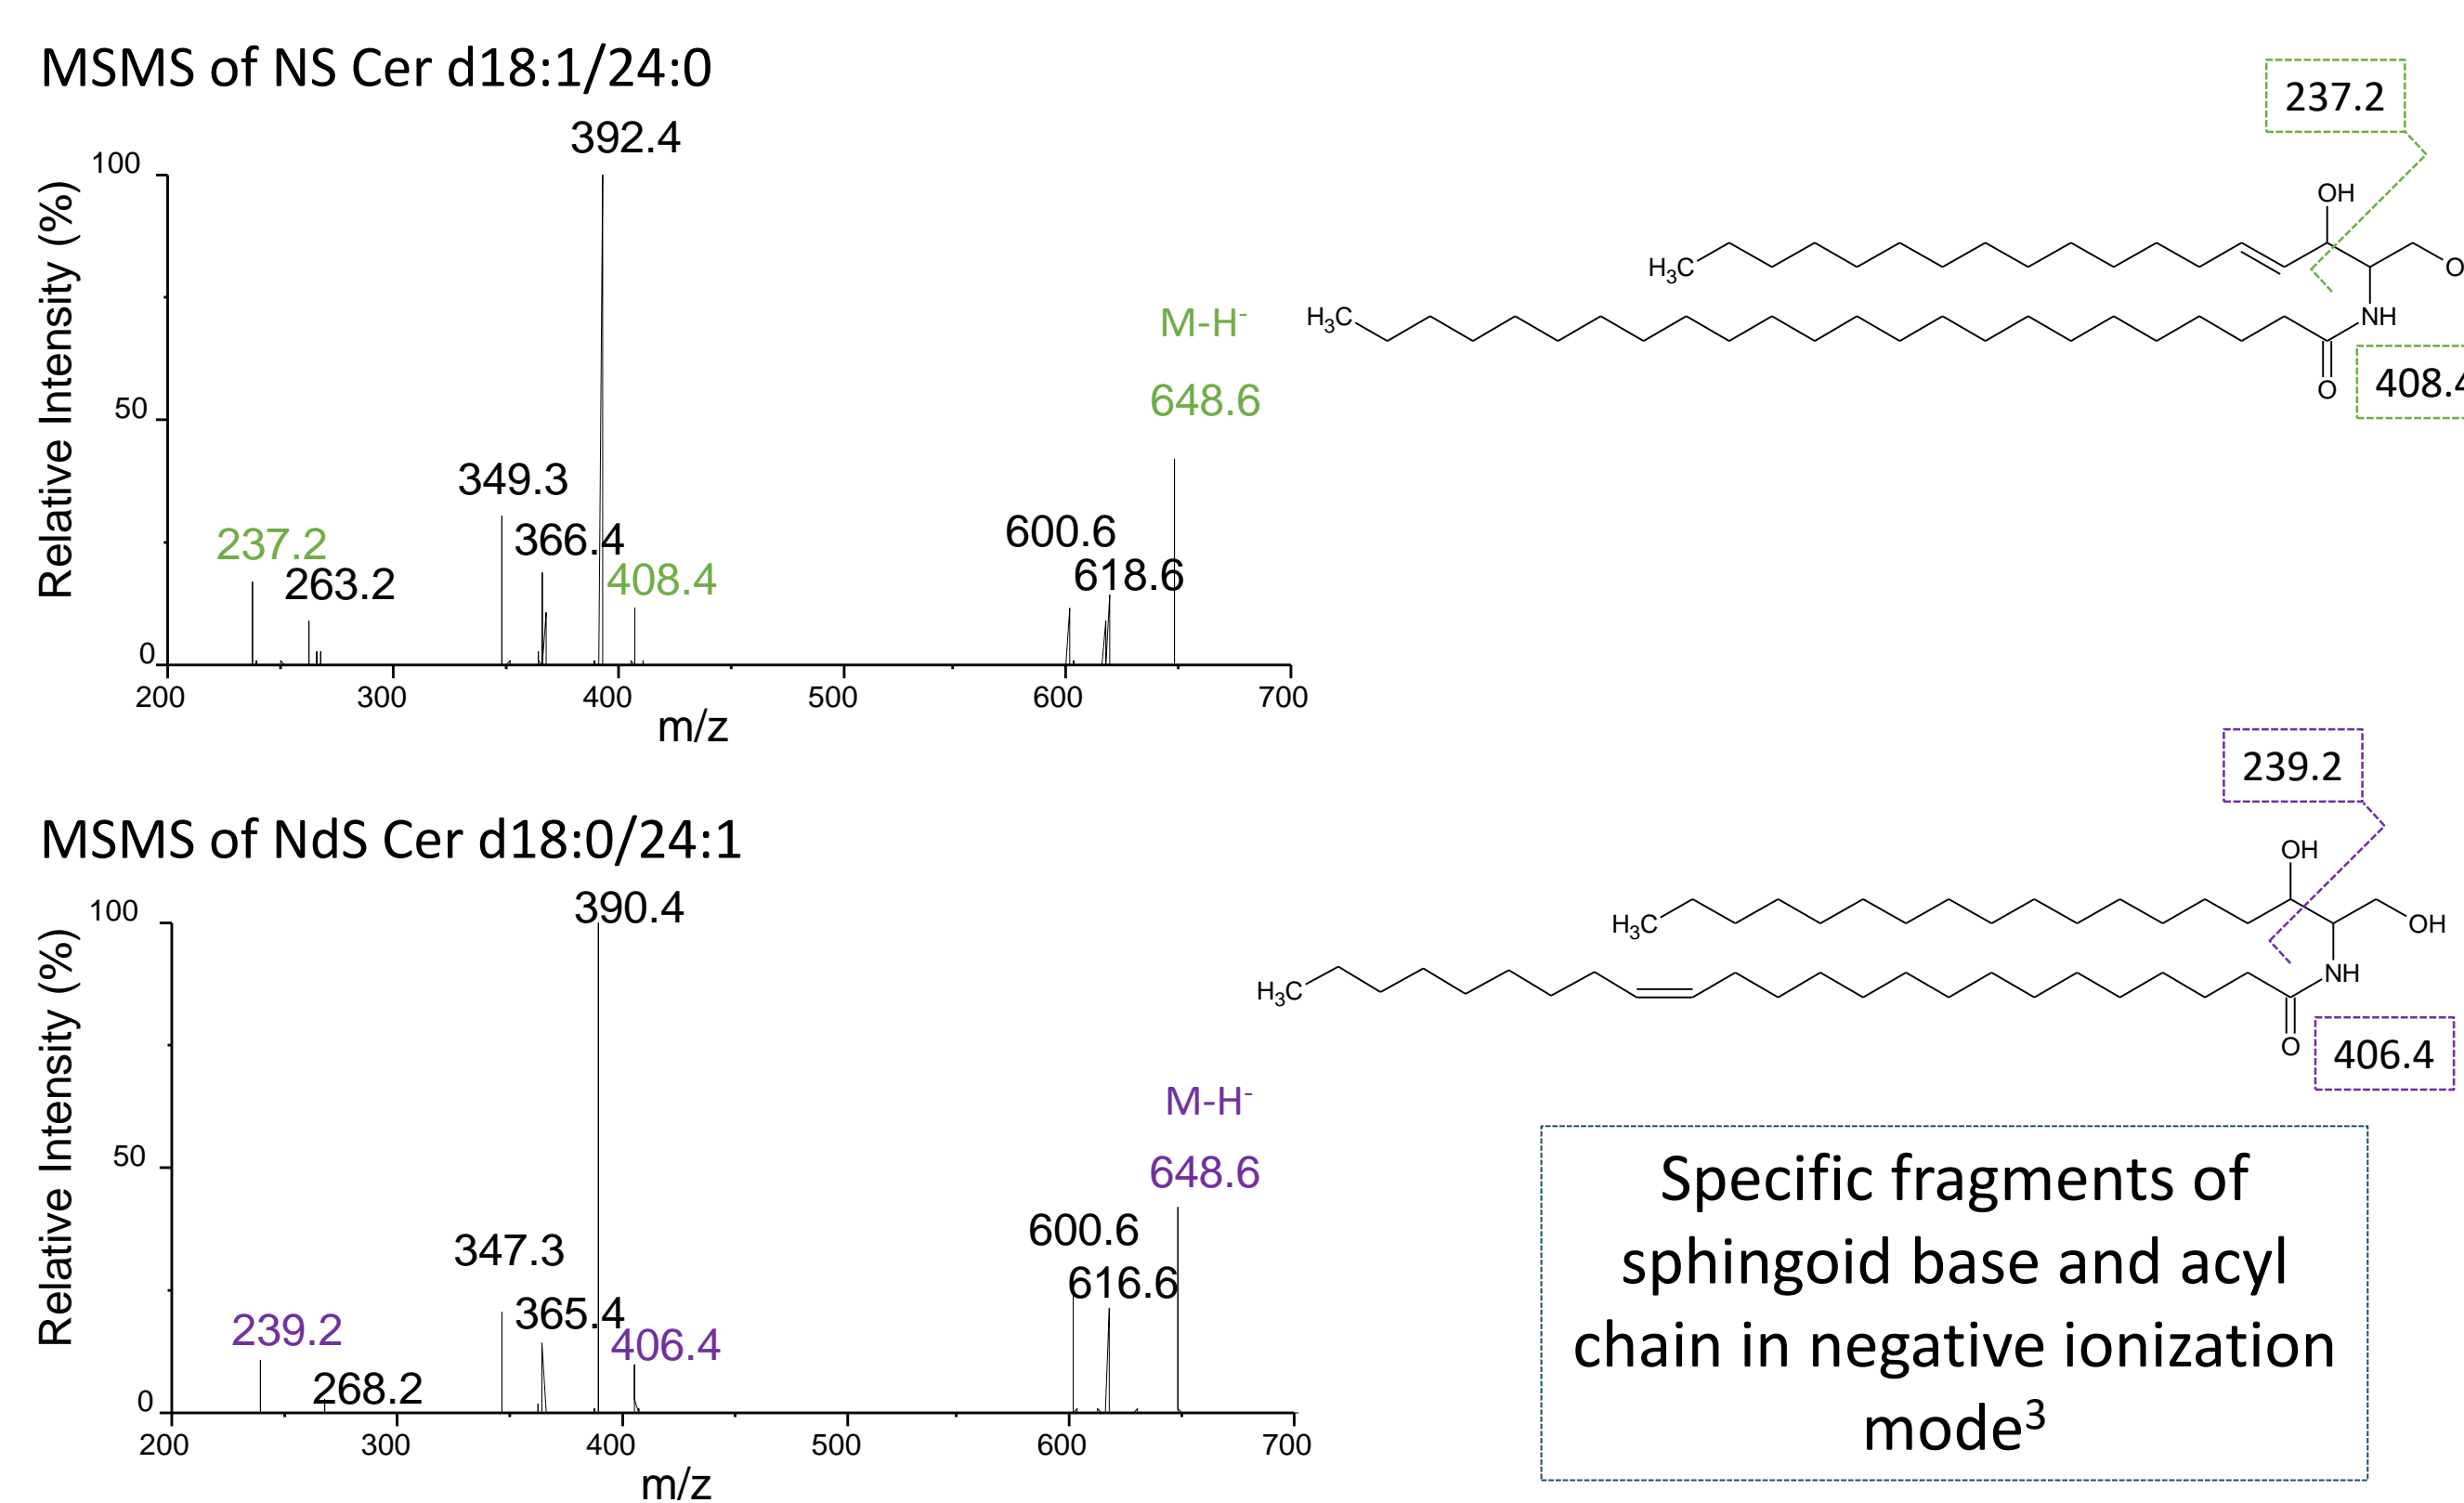 MSMS of NS Cer d18:1/24:0
Relative Intensity (%)
100
50
0
392.4
349.3
366.4
237.2
263.2
408.4
600.6
618.6
M-H-
648.6
200 300 400 500 600 700
m/z
237.2
OH
H3C
O
H3C
NH
O
408.4
MSMS of NdS Cer d18:0/24:1
Relative Intensity (%)
100
50
0
390.4
347.3
365.4
239.2
268.2
406.4
600.6
616.6
M-H-
648.6
200 300 400 500 600 700
m/z
239.2
OH
H3C
OH
H3C
NH
O
406.4
Specific fragments of
sphingoid base and acyl
chain in negative ionization
mode3